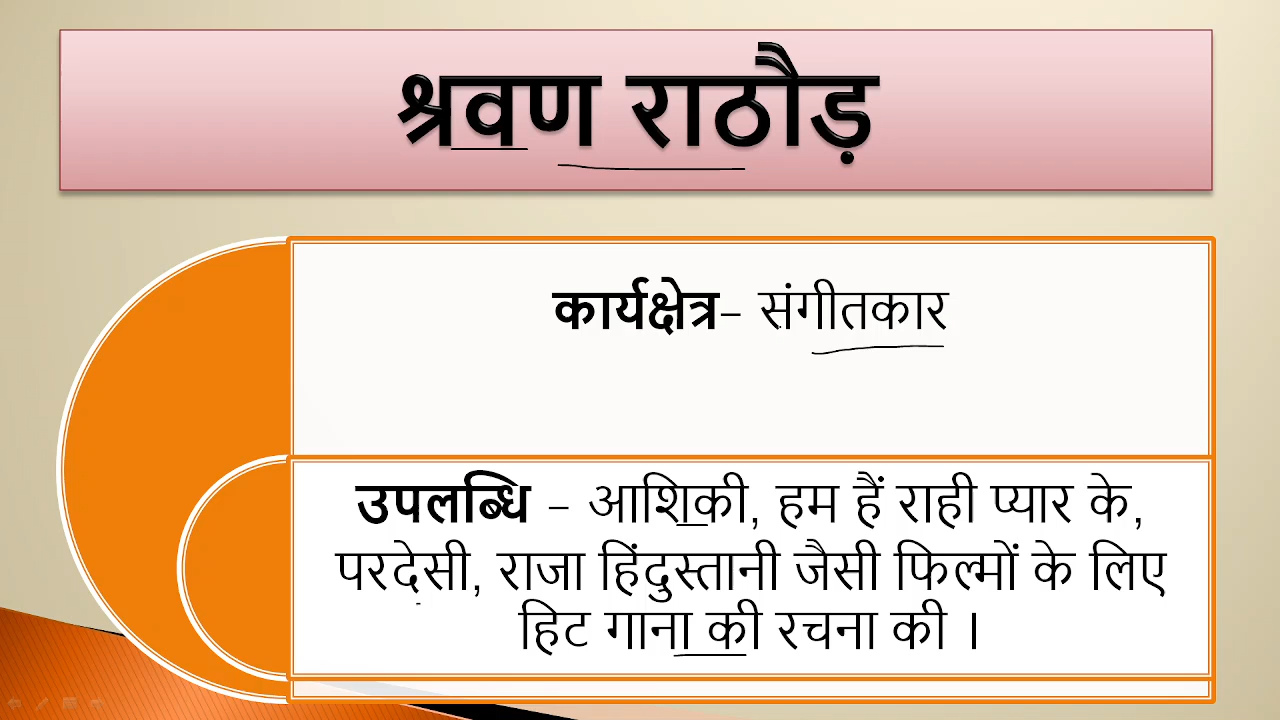 श्रवण राठौड़
कार्यक्षेत्र– संगीतकार
उपलब्धि – आशिकी, हम हैं राही प्यार के,
परदेसी, राजा हिंदुस्तानी जैसी फिल्मों के लिए
हिट गाना की रचना की ।